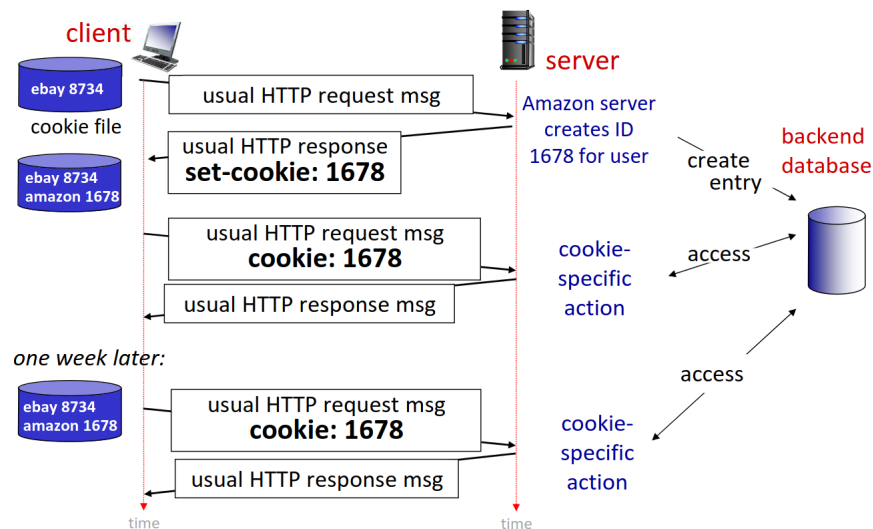 client
server
ebay 8734
cookie file
usual HTTP request msg
Amazon server
creates ID
1678 for user
backend
database
create
entry
usual HTTP response
set-cookie: 1678
ebay 8734
amazon 1678
usual HTTP request msg
cookie: 1678
cookie-
specific
action
access
usual HTTP response msg
one week later:
access
ebay 8734
amazon 1678
usual HTTP request msg
cookie: 1678
cookie-
specific
action
usual HTTP response msg
time
time